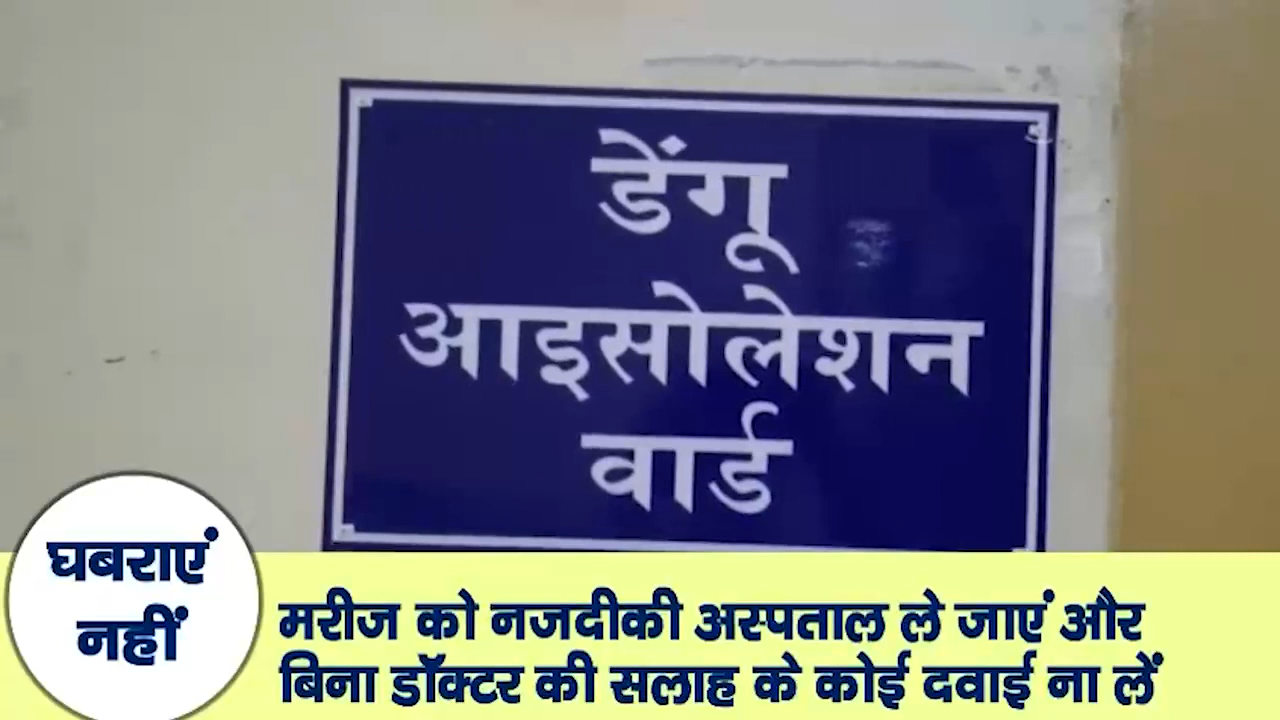 डेंगू
आइसोलेशन
वार्ड
घबराएं
नहीं
मरीज को नजदीकी अस्पताल ले जाएं और
बिना डॉक्टर की सलाह के कोई दवाई ना लें